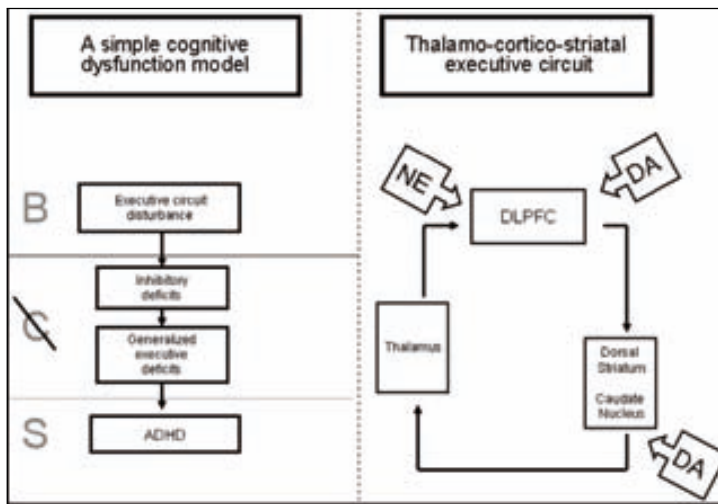 A simple cognitive
dysfunction model
Thalamo-cortico-striatal
executive circuit
B
Executive circuit
disturbance
C
Inhibitory
deficits
Generalized
executive
deficits
S
ADHD
NE
DA
DLPFC
Thalamus
Dorsal
Striatum
Caudate
Nucleus
DA